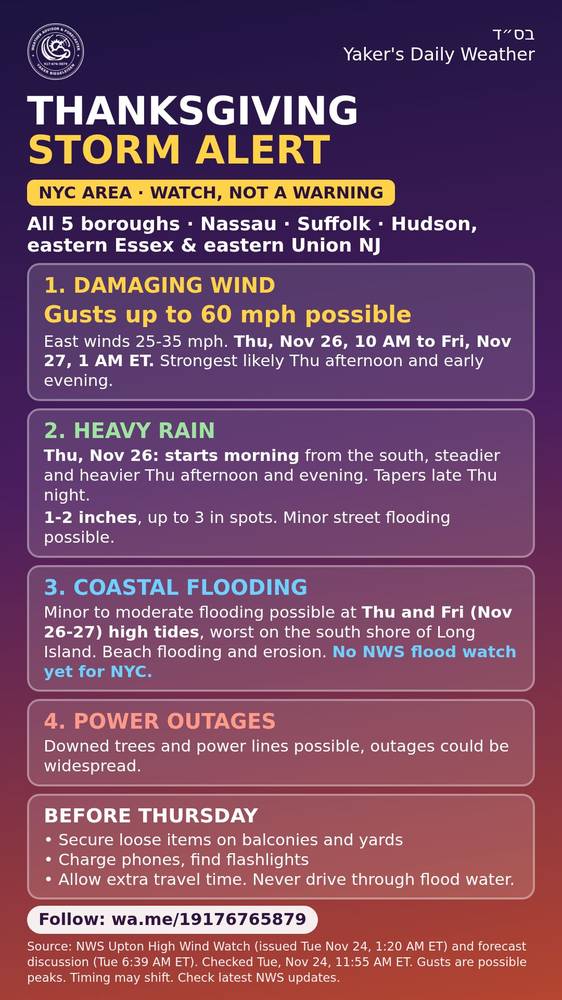 בס״ד
Yaker's Daily Weather
THANKSGIVING
STORM ALERT
NYC AREA · WATCH, NOT A WARNING
All 5 boroughs · Nassau · Suffolk · Hudson,
eastern Essex & eastern Union NJ
1. DAMAGING WIND
Gusts up to 60 mph possible
East winds 25-35 mph. Thu, Nov 26, 10 AM to Fri, Nov
27, 1 AM ET. Strongest likely Thu afternoon and early
evening.
2. HEAVY RAIN
Thu, Nov 26: starts morning from the south, steadier
and heavier Thu afternoon and evening. Tapers late Thu
night.
1-2 inches, up to 3 in spots. Minor street flooding
possible.
3. COASTAL FLOODING
Minor to moderate flooding possible at Thu and Fri (Nov
26-27) high tides, worst on the south shore of Long
Island. Beach flooding and erosion. No NWS flood watch
yet for NYC.
4. POWER OUTAGES
Downed trees and power lines possible, outages could be
widespread.
BEFORE THURSDAY
• Secure loose items on balconies and yards
• Charge phones, find flashlights
• Allow extra travel time. Never drive through flood water.
Follow: wa.me/19176765879
Source: NWS Upton High Wind Watch (issued Tue Nov 24, 1:20 AM ET) and forecast
discussion (Tue 6:39 AM ET). Checked Tue, Nov 24, 11:55 AM ET. Gusts are possible
peaks. Timing may shift. Check latest NWS updates.